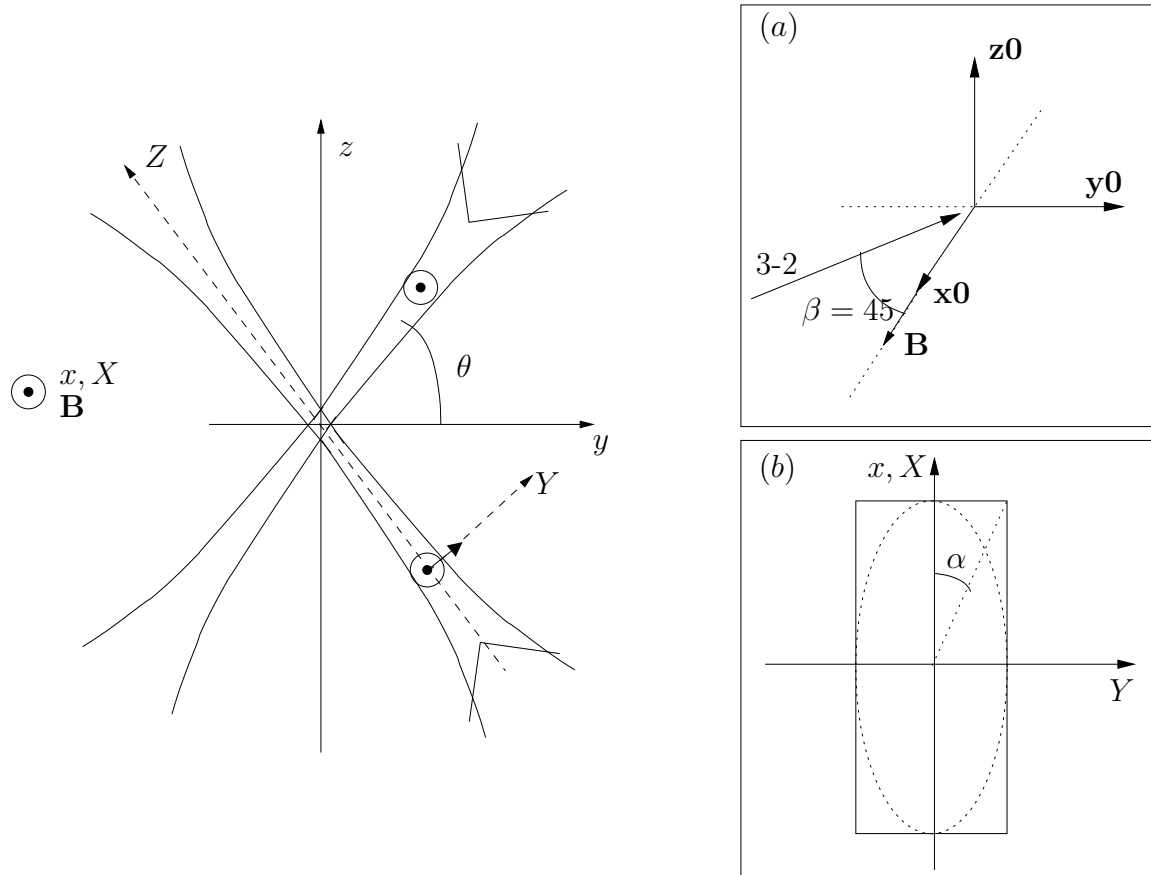 Z
z
θ
x, X
B
y
Y
(a)
z0
y0
3-2
x0
β = 45
B
(b)
x, X
α
Y